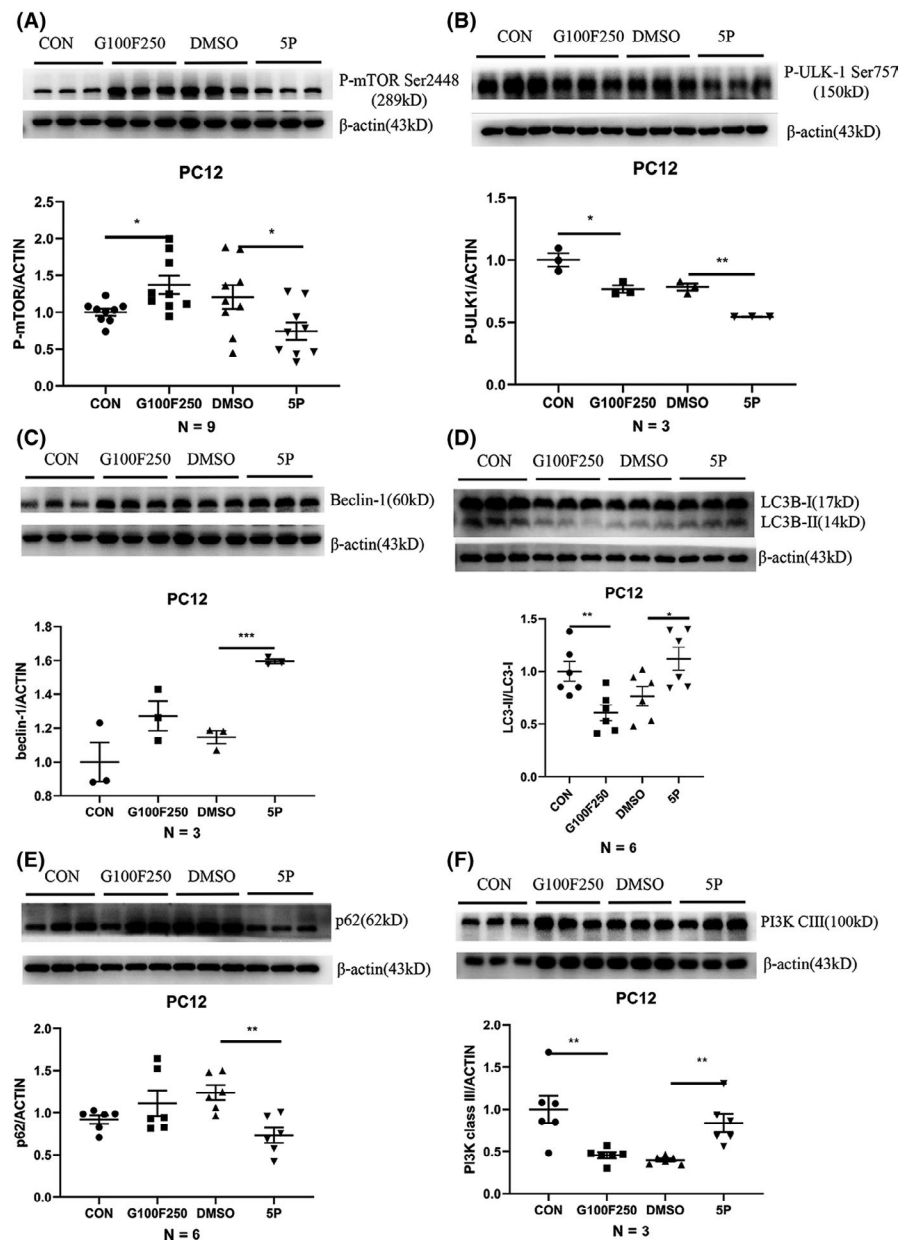 (A)
CON G100F250 DMSO 5P
P-mTOR Ser2448
(289kD)
β-actin(43kD)
PC12
*
*
P-mTOR/ACTIN
2.5
2.0
1.5
1.0
0.5
0.0
CON G100F250 DMSO 5P
N = 9
(B)
CON G100F250 DMSO 5P
P-ULK-1 Ser757
(150kD)
β-actin(43kD)
PC12
*
**
P-ULK1/ACTIN
1.5
1.0
0.5
0.0
CON G100F250 DMSO 5P
N = 3
(C)
CON G100F250 DMSO 5P
Beclin-1(60kD)
β-actin(43kD)
PC12
***
beclin-1/ACTIN
1.8
1.6
1.4
1.2
1.0
0.8
CON G100F250 DMSO 5P
N = 3
(D)
CON G100F250 DMSO 5P
LC3B-I(17kD)
LC3B-II(14kD)
β-actin(43kD)
PC12
**
*
LC3-II/LC3-I
1.5
1.0
0.5
0.0
CON G100F250 DMSO 5P
N = 6
(E)
CON G100F250 DMSO 5P
p62(62kD)
β-actin(43kD)
PC12
**
p62/ACTIN
2.0
1.5
1.0
0.5
0.0
CON G100F250 DMSO 5P
N = 6
(F)
CON G100F250 DMSO 5P
PI3K CIII(100kD)
β-actin(43kD)
PC12
**
**
PI3K class III/ACTIN
2.0
1.5
1.0
0.5
0.0
CON G100F250 DMSO 5P
N = 3